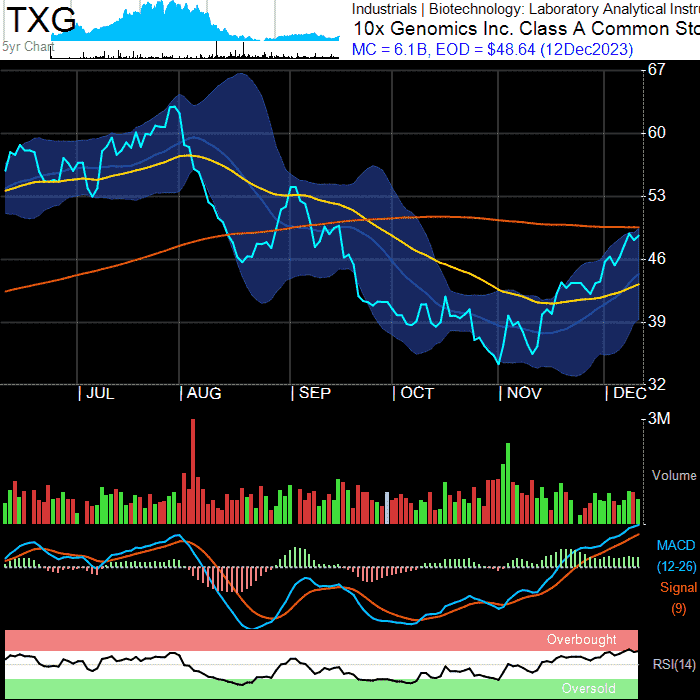 TXG
5yr Chart
Industrials | Biotechnology: Laboratory Analytical Instru
10x Genomics Inc. Class A Common Sto
MC = 6.1B, EOD = $48.64 (12Dec2023)
67
60
53
46
39
32
JUL
AUG
SEP
OCT
NOV
DEC
3M
Volume
MACD
(12-26)
Signal
(9)
Overbought
RSI(14)
Oversold